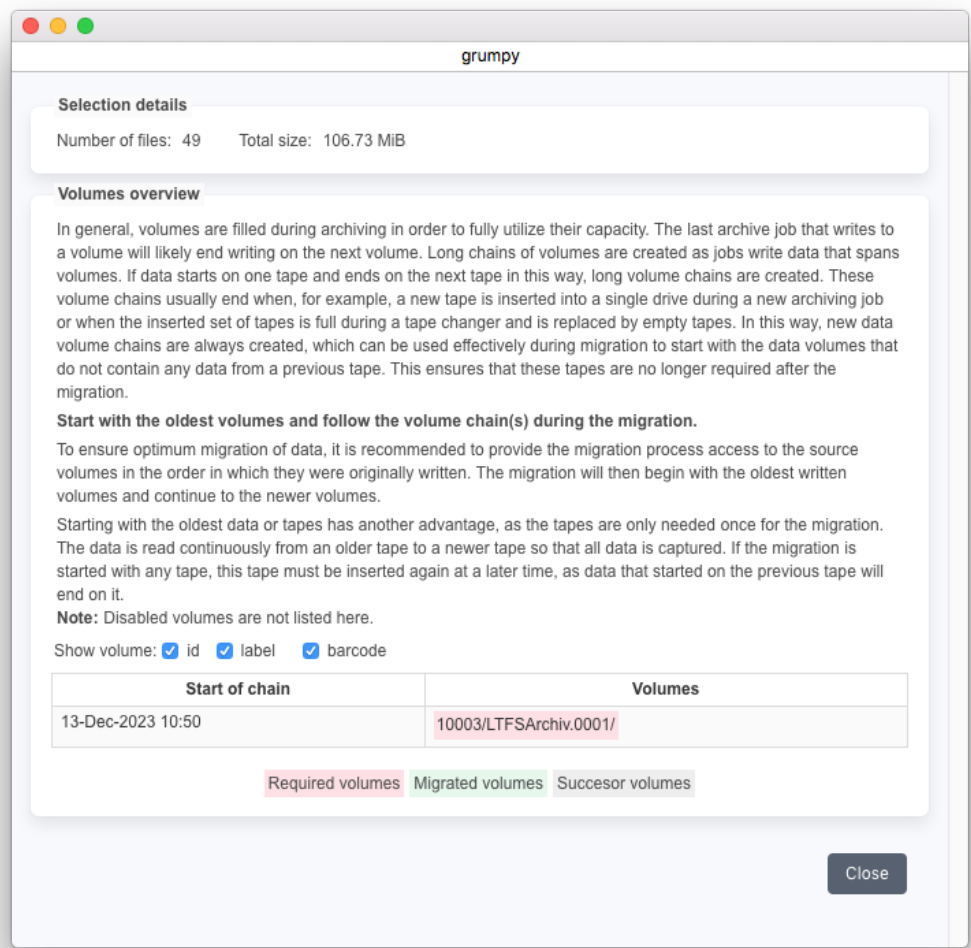 grumpy
Selection details
Number of files: 49 Total size: 106.73 MiB
Volumes overview
In general, volumes are filled during archiving in order to fully utilize their capacity. The last archive job that writes to
a volume will likely end writing on the next volume. Long chains of volumes are created as jobs write data that spans
volumes. If data starts on one tape and ends on the next tape in this way, long volume chains are created. These
volume chains usually end when, for example, a new tape is inserted into a single drive during a new archiving job
or when the inserted set of tapes is full during a tape changer and is replaced by empty tapes. In this way, new data
volume chains are always created, which can be used effectively during migration to start with the data volumes that
do not contain any data from a previous tape. This ensures that these tapes are no longer required after the
migration.
Start with the oldest volumes and follow the volume chain(s) during the migration.
To ensure optimum migration of data, it is recommended to provide the migration process access to the source
volumes in the order in which they were originally written. The migration will then begin with the oldest written
volumes and continue to the newer volumes.
Starting with the oldest data or tapes has another advantage, as the tapes are only needed once for the migration.
The data is read continuously from an older tape to a newer tape so that all data is captured. If the migration is
started with any tape, this tape must be inserted again at a later time, as data that started on the previous tape will
end on it.
Note: Disabled volumes are not listed here.
Show volume: id label barcode
Start of chain Volumes
13-Dec-2023 10:50 10003/LTFSArchiv.0001/
Required volumes Migrated volumes Succesor volumes
Close